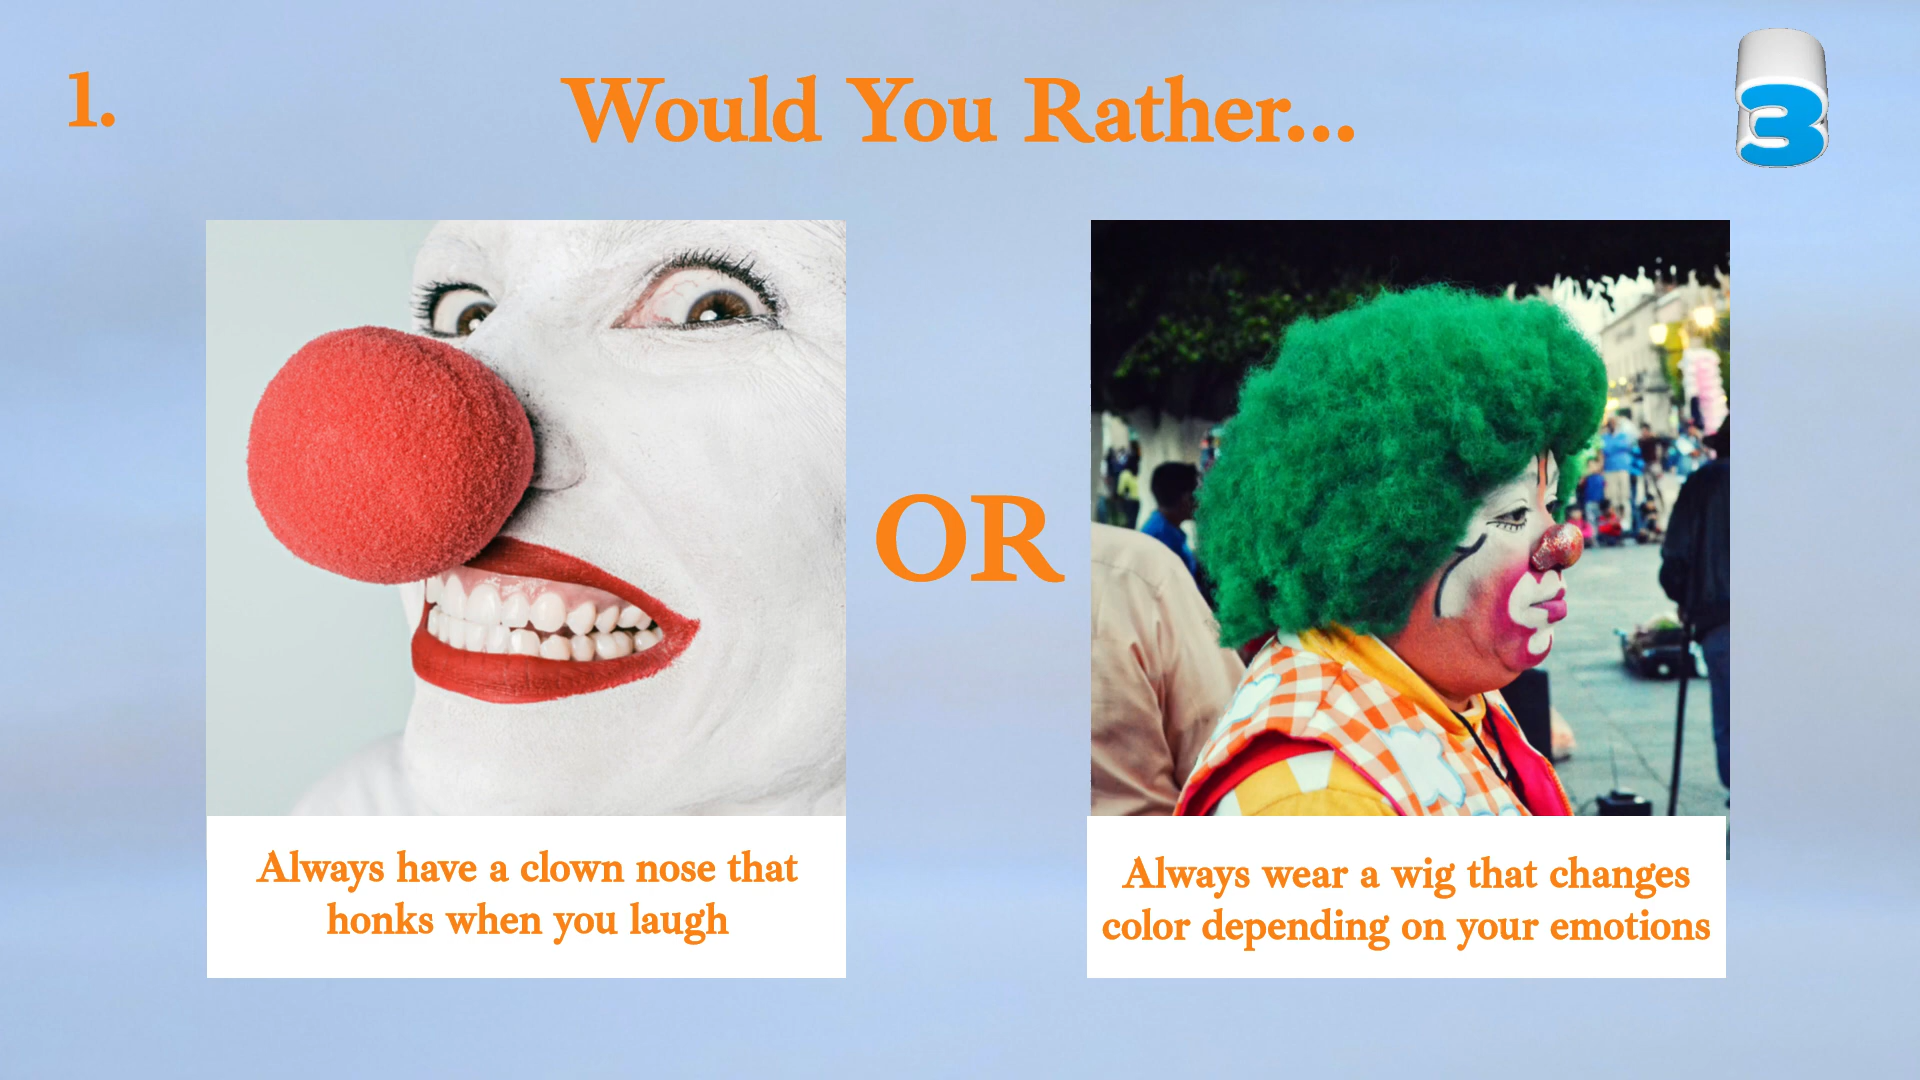 1.
Would You Rather...
3
OR
Always have a clown nose that
honks when you laugh
Always wear a wig that changes
color depending on your emotions